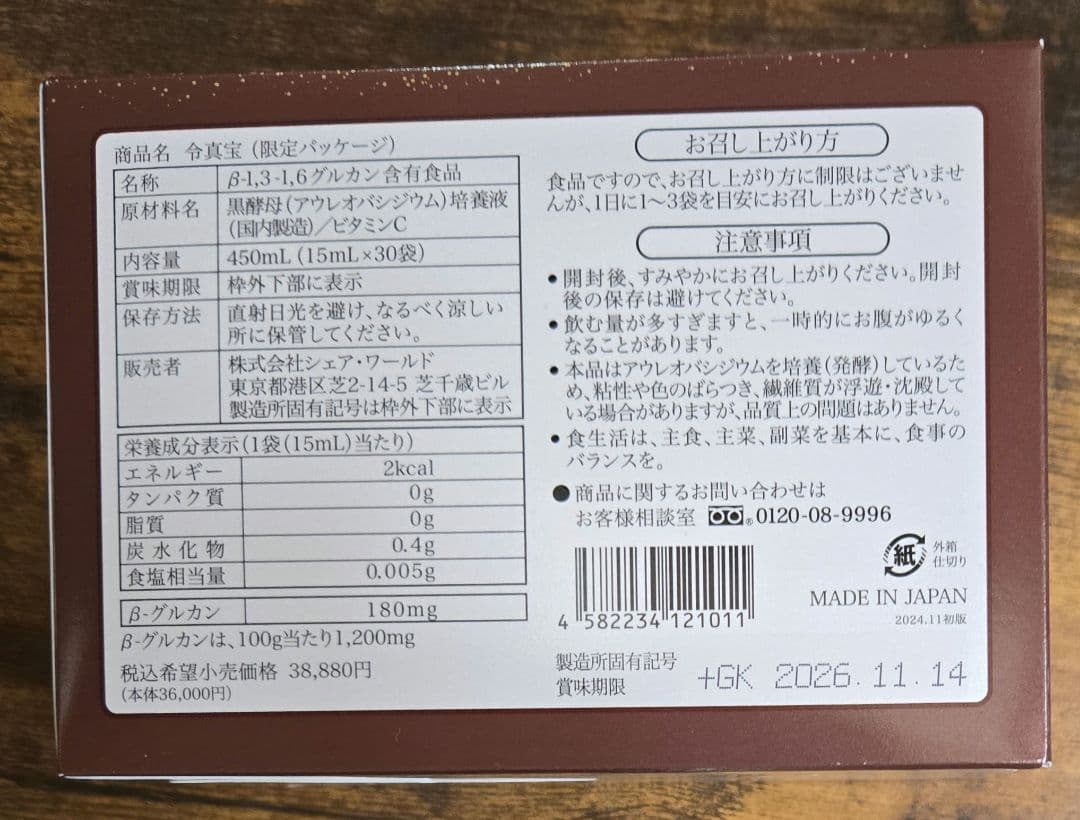 商品名 令真宝（限定パッケージ）
名称 β-1,3-1,6グルカン含有食品
原材料名 黒酵母（アウレオバシジウム）培養液
（国内製造）／ビタミンC
内容量 450mL（15mL×30袋）
賞味期限 枠外下部に表示
保存方法 直射日光を避け、なるべく涼しい
所に保管してください。
販売者 株式会社シェア・ワールド
東京都港区芝2-14-5 芝千歳ビル
製造所固有記号は枠外下部に表示
栄養成分表示（1袋（15mL）当たり）
エネルギー 2kcal
タンパク質 0g
脂質 0g
炭水化物 0.4g
食塩相当量 0.005g
β-グルカン 180mg
β-グルカンは、100g当たり1,200mg
税込希望小売価格 38,880円
（本体36,000円）
お召し上がり方
食品ですので、お召し上がり方に制限はございませ
んが、1日に1〜3袋を目安にお召し上がりください。
注意事項
●開封後、すみやかにお召し上がりください。開封
後の保存は避けてください。
●飲む量が多すぎますと、一時的にお腹がゆるく
なることがあります。
●本品はアウレオバシジウムを培養（発酵）しているた
め、粘性や色のばらつき、繊維質が浮遊・沈殿して
いる場合がありますが、品質上の問題はありません。
●食生活は、主食、主菜、副菜を基本に、食事の
バランスを。
●商品に関するお問い合わせは
お客様相談室 0120-08-9996
4 582234 121011
紙 外箱
仕切り
MADE IN JAPAN
2024.11初版
製造所固有記号
賞味期限
+GK 2026.11.14